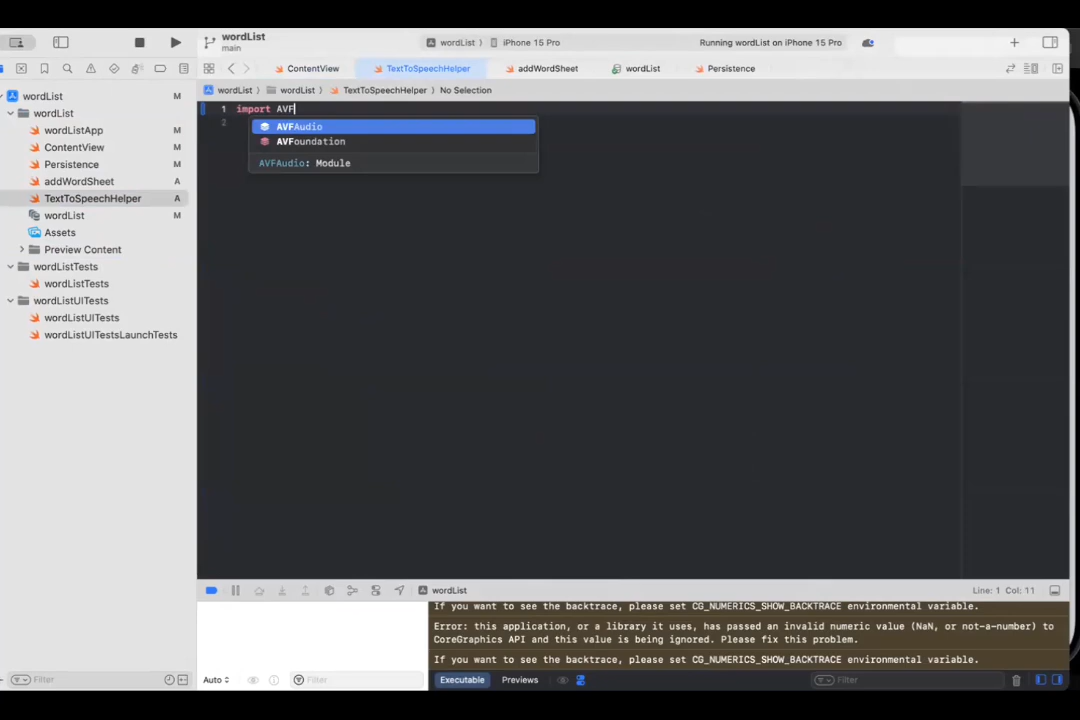 wordList
main
wordList
iPhone 15 Pro
Running wordList on iPhone 15 Pro
ContentView
TextToSpeechHelper
addWordSheet
wordList
Persistence
wordList
wordList
TextToSpeechHelper
No Selection
wordList M
wordList
wordListApp M
ContentView M
Persistence M
addWordSheet A
TextToSpeechHelper A
wordList M
Assets
Preview Content
wordListTests
wordListTests
wordListUITests
wordListUITests
wordListUITestsLaunchTests
1 import AVF
2
AVFAudio
AVFoundation
AVFAudio: Module
wordList
Line: 1 Col: 11
If you want to see the backtrace, please set CG_NUMERICS_SHOW_BACKTRACE environmental variable.
Error: this application, or a library it uses, has passed an invalid numeric value (NaN, or not-a-number) to
CoreGraphics API and this value is being ignored. Please fix this problem.
If you want to see the backtrace, please set CG_NUMERICS_SHOW_BACKTRACE environmental variable.
Filter
Auto
Filter
Executable
Previews
Filter